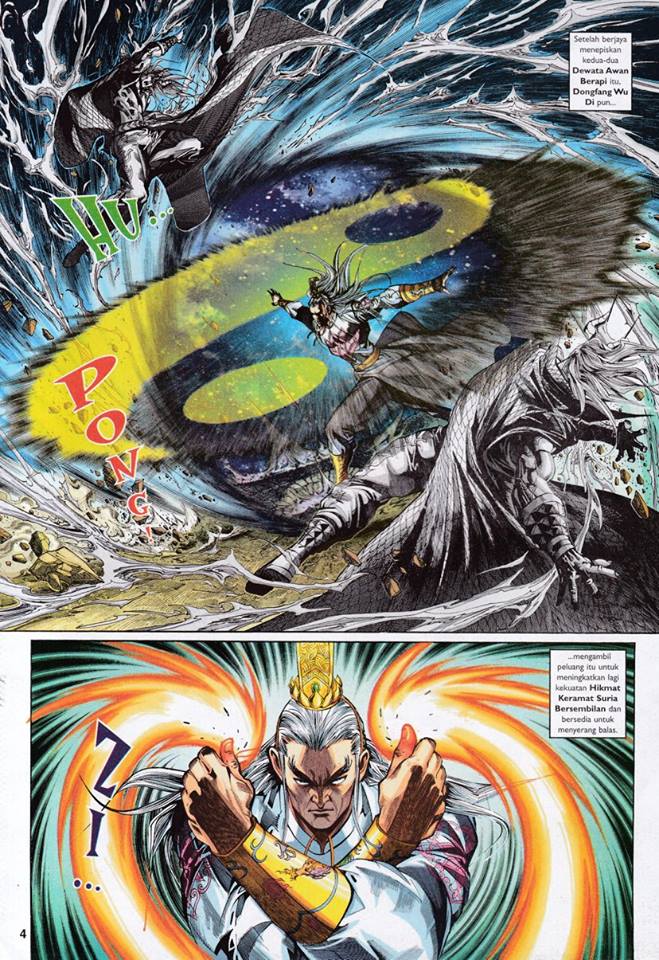 Setelah berjaya
menepiskan
kedua-dua
Dewata Awan
Berapi itu,
Dongfang Wu
Di pun...
HU...
PONG!
...mengambil
peluang itu untuk
meningkatkan lagi
kekuatan Hikmat
Keramat Suria
Bersembilan dan
bersedia untuk
menyerang balas.
ZI...
4